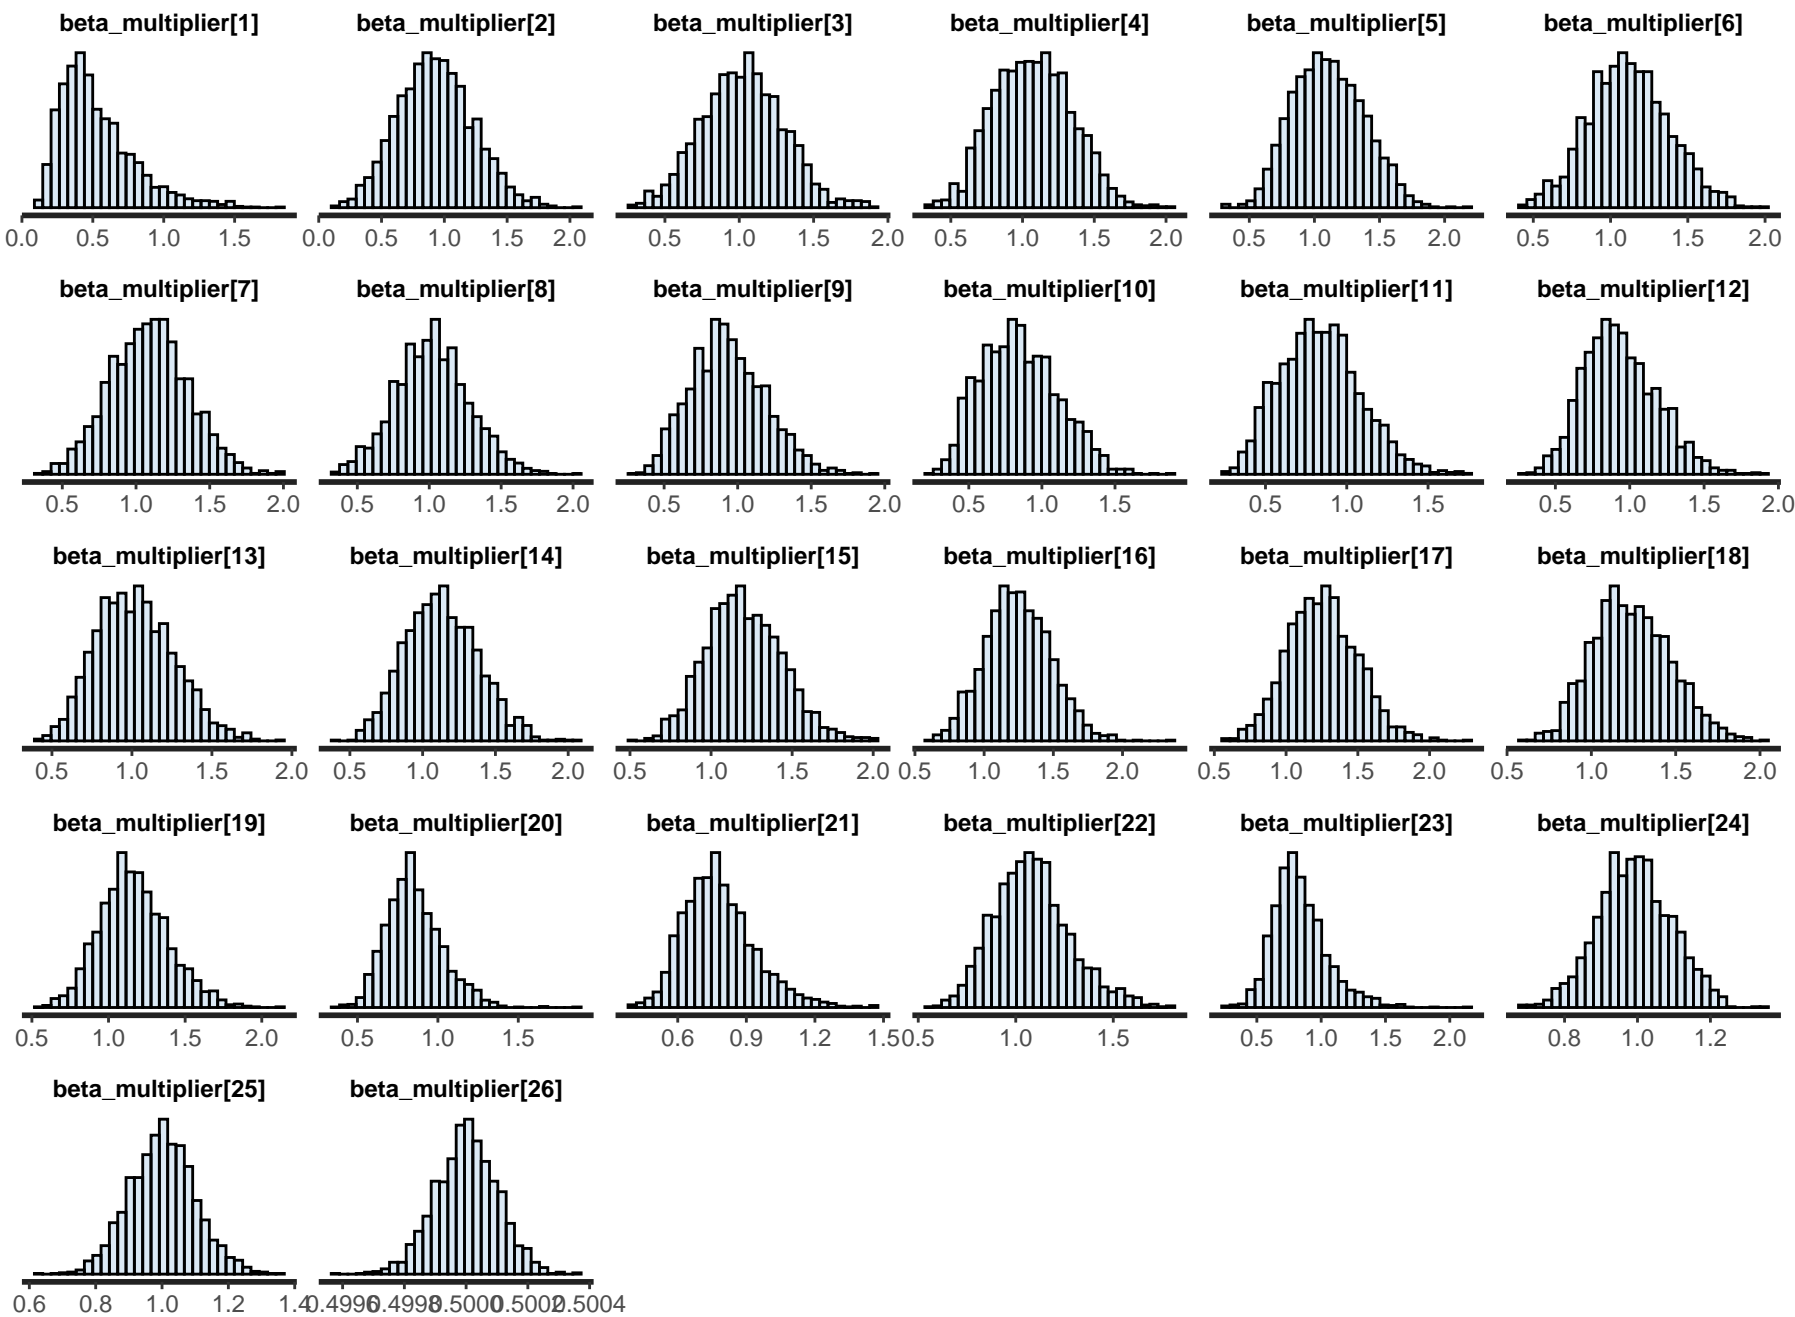 beta_multiplier[1] beta_multiplier[2] beta_multiplier[3] beta_multiplier[4] beta_multiplier[5] beta_multiplier[6]
0.0 0.5 1.0 1.5 0.0 0.5 1.0 1.5 2.0 0.5 1.0 1.5 2.0 0.5 1.0 1.5 2.0 0.5 1.0 1.5 2.0 0.5 1.0 1.5 2.0
beta_multiplier[7] beta_multiplier[8] beta_multiplier[9] beta_multiplier[10] beta_multiplier[11] beta_multiplier[12]
0.5 1.0 1.5 2.0 0.5 1.0 1.5 2.0 0.5 1.0 1.5 2.0 0.5 1.0 1.5 0.5 1.0 1.5 0.5 1.0 1.5 2.0
beta_multiplier[13] beta_multiplier[14] beta_multiplier[15] beta_multiplier[16] beta_multiplier[17] beta_multiplier[18]
0.5 1.0 1.5 2.0 0.5 1.0 1.5 2.0 0.5 1.0 1.5 2.0 0.5 1.0 1.5 2.0 0.5 1.0 1.5 2.0 0.5 1.0 1.5 2.0
beta_multiplier[19] beta_multiplier[20] beta_multiplier[21] beta_multiplier[22] beta_multiplier[23] beta_multiplier[24]
0.5 1.0 1.5 2.0 0.5 1.0 1.5 0.6 0.9 1.2 1.5 0.5 1.0 1.5 0.5 1.0 1.5 2.0 0.8 1.0 1.2
beta_multiplier[25] beta_multiplier[26]
0.6 0.8 1.0 1.2 1.4 0.4996 0.4998 0.5000 0.5002 0.5004